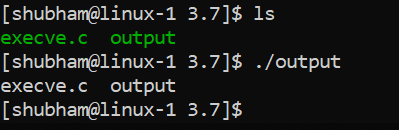 [shubham@linux-1 3.7]$ ls
execve.c  output
[shubham@linux-1 3.7]$ ./output
execve.c  output
[shubham@linux-1 3.7]$